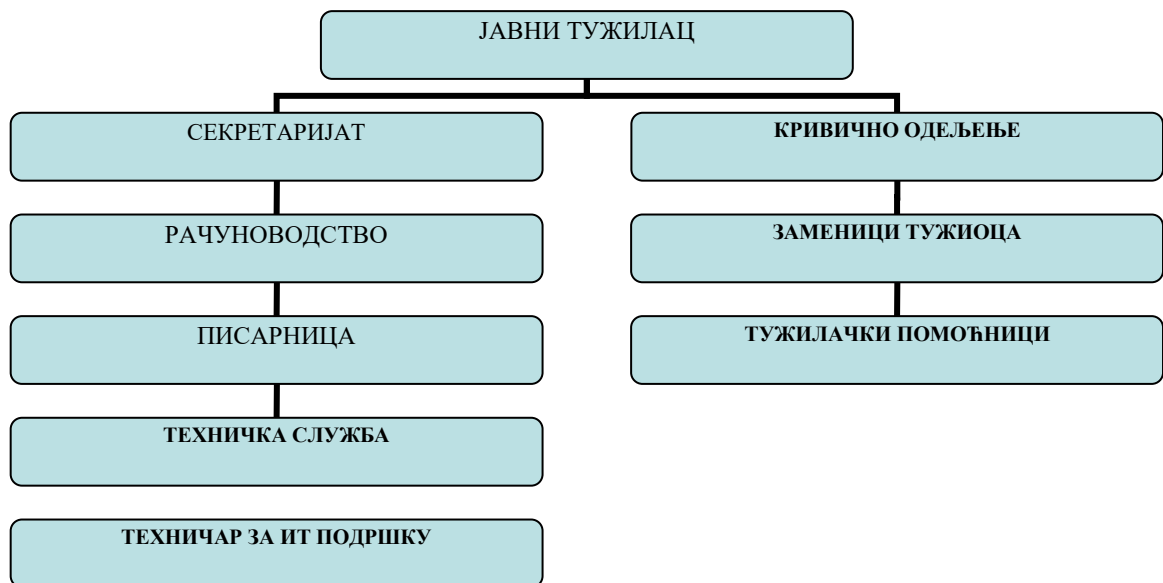 ЈАВНИ ТУЖИЛАЦ
СЕКРЕТАРИЈАТ
РАЧУНОВОДСТВО
ПИСАРНИЦА
ТЕХНИЧКА СЛУЖБА
ТЕХНИЧАР ЗА ИТ ПОДРШКУ
КРИВИЧНО ОДЕЉЕЊЕ
ЗАМЕНИЦИ ТУЖИОЦА
ТУЖИЛАЧКИ ПОМОЋНИЦИ